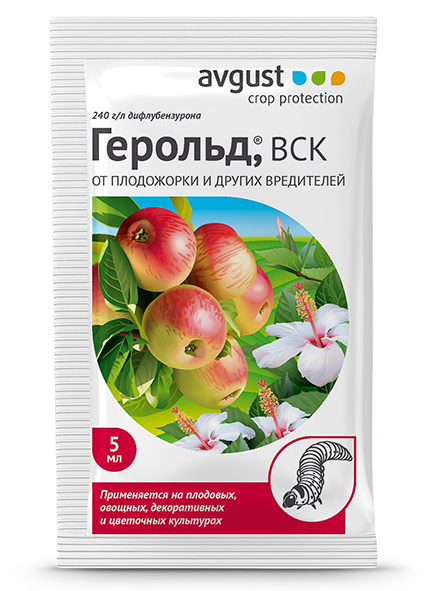 avgust
crop protection
240 г/л дифлубензурона
Герольд,® ВСК
ОТ ПЛОДОЖОРКИ И ДРУГИХ ВРЕДИТЕЛЕЙ
5
мл
Применяется на плодовых,
овощных, декоративных
и цветочных культурах